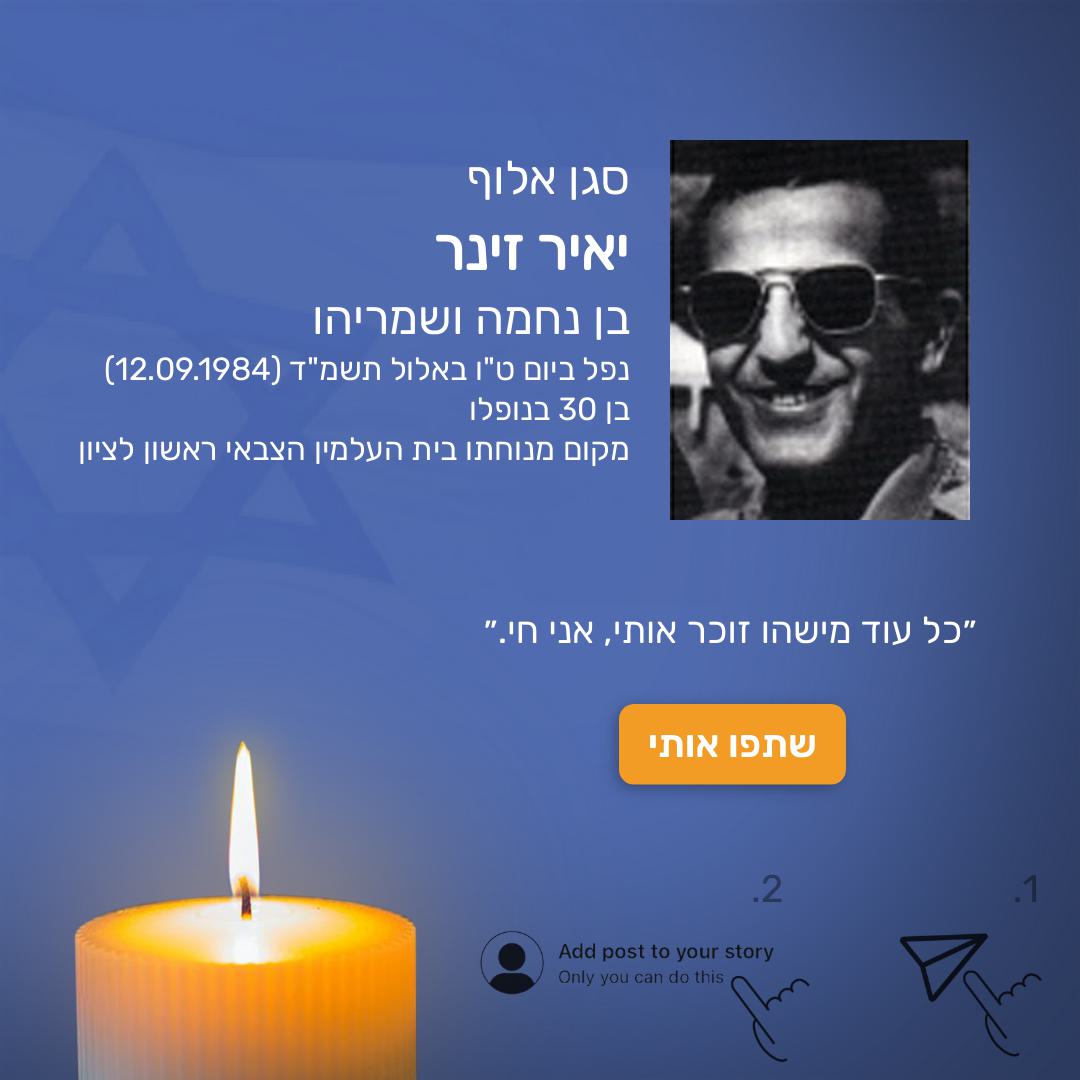 סגן אלוף
יאיר זינר
בן נחמה ושמריהו
נפל ביום ט"ו באלול תשמ"ד (12.09.1984)
בן 30 בנופלו
מקום מנוחתו בית העלמין הצבאי ראשון לציון
״כל עוד מישהו זוכר אותי, אני חי.״
שתפו אותי
.1
.2
Add post to your story
Only you can do this